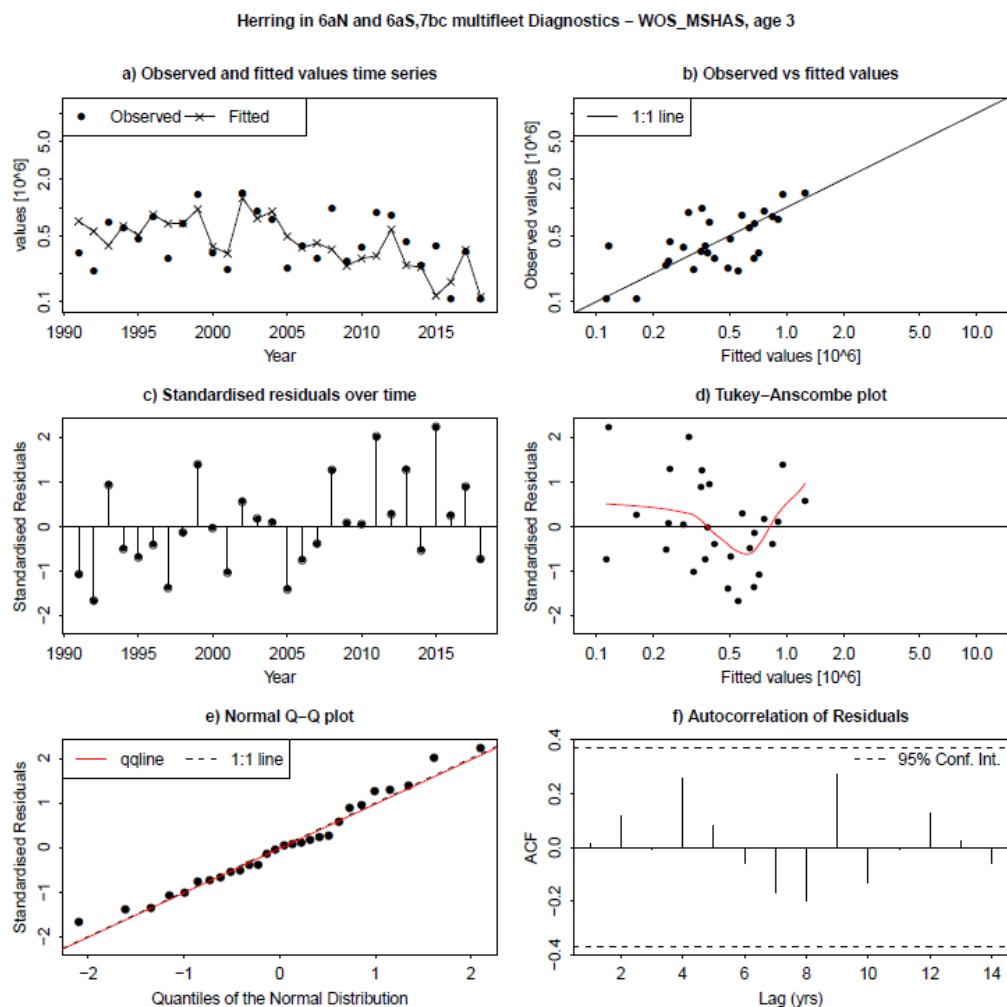 Herring in 6aN and 6aS,7bc multifleet Diagnostics – WOS_MSHAS, age 3
a) Observed and fitted values time series
Observed Fitted
values [10^6]
0.1 0.5 2.0 5.0
1990 1995 2000 2005 2010 2015
Year
b) Observed vs fitted values
1:1 line
Observed values [10^6]
0.1 0.5 2.0 5.0
0.1 0.2 0.5 1.0 2.0 5.0 10.0
Fitted values [10^6]
c) Standardised residuals over time
Standardised Residuals
−2 −1 0 1 2
1990 1995 2000 2005 2010 2015
Year
d) Tukey−Anscombe plot
Standardised Residuals
−2 −1 0 1 2
0.1 0.2 0.5 1.0 2.0 5.0 10.0
Fitted values [10^6]
e) Normal Q−Q plot
qqline 1:1 line
Standardised Residuals
−2 −1 0 1 2
−2 −1 0 1 2
Quantiles of the Normal Distribution
f) Autocorrelation of Residuals
95% Conf. Int.
ACF
−0.4 −0.2 0.0 0.2 0.4
2 4 6 8 10 12 14
Lag (yrs)